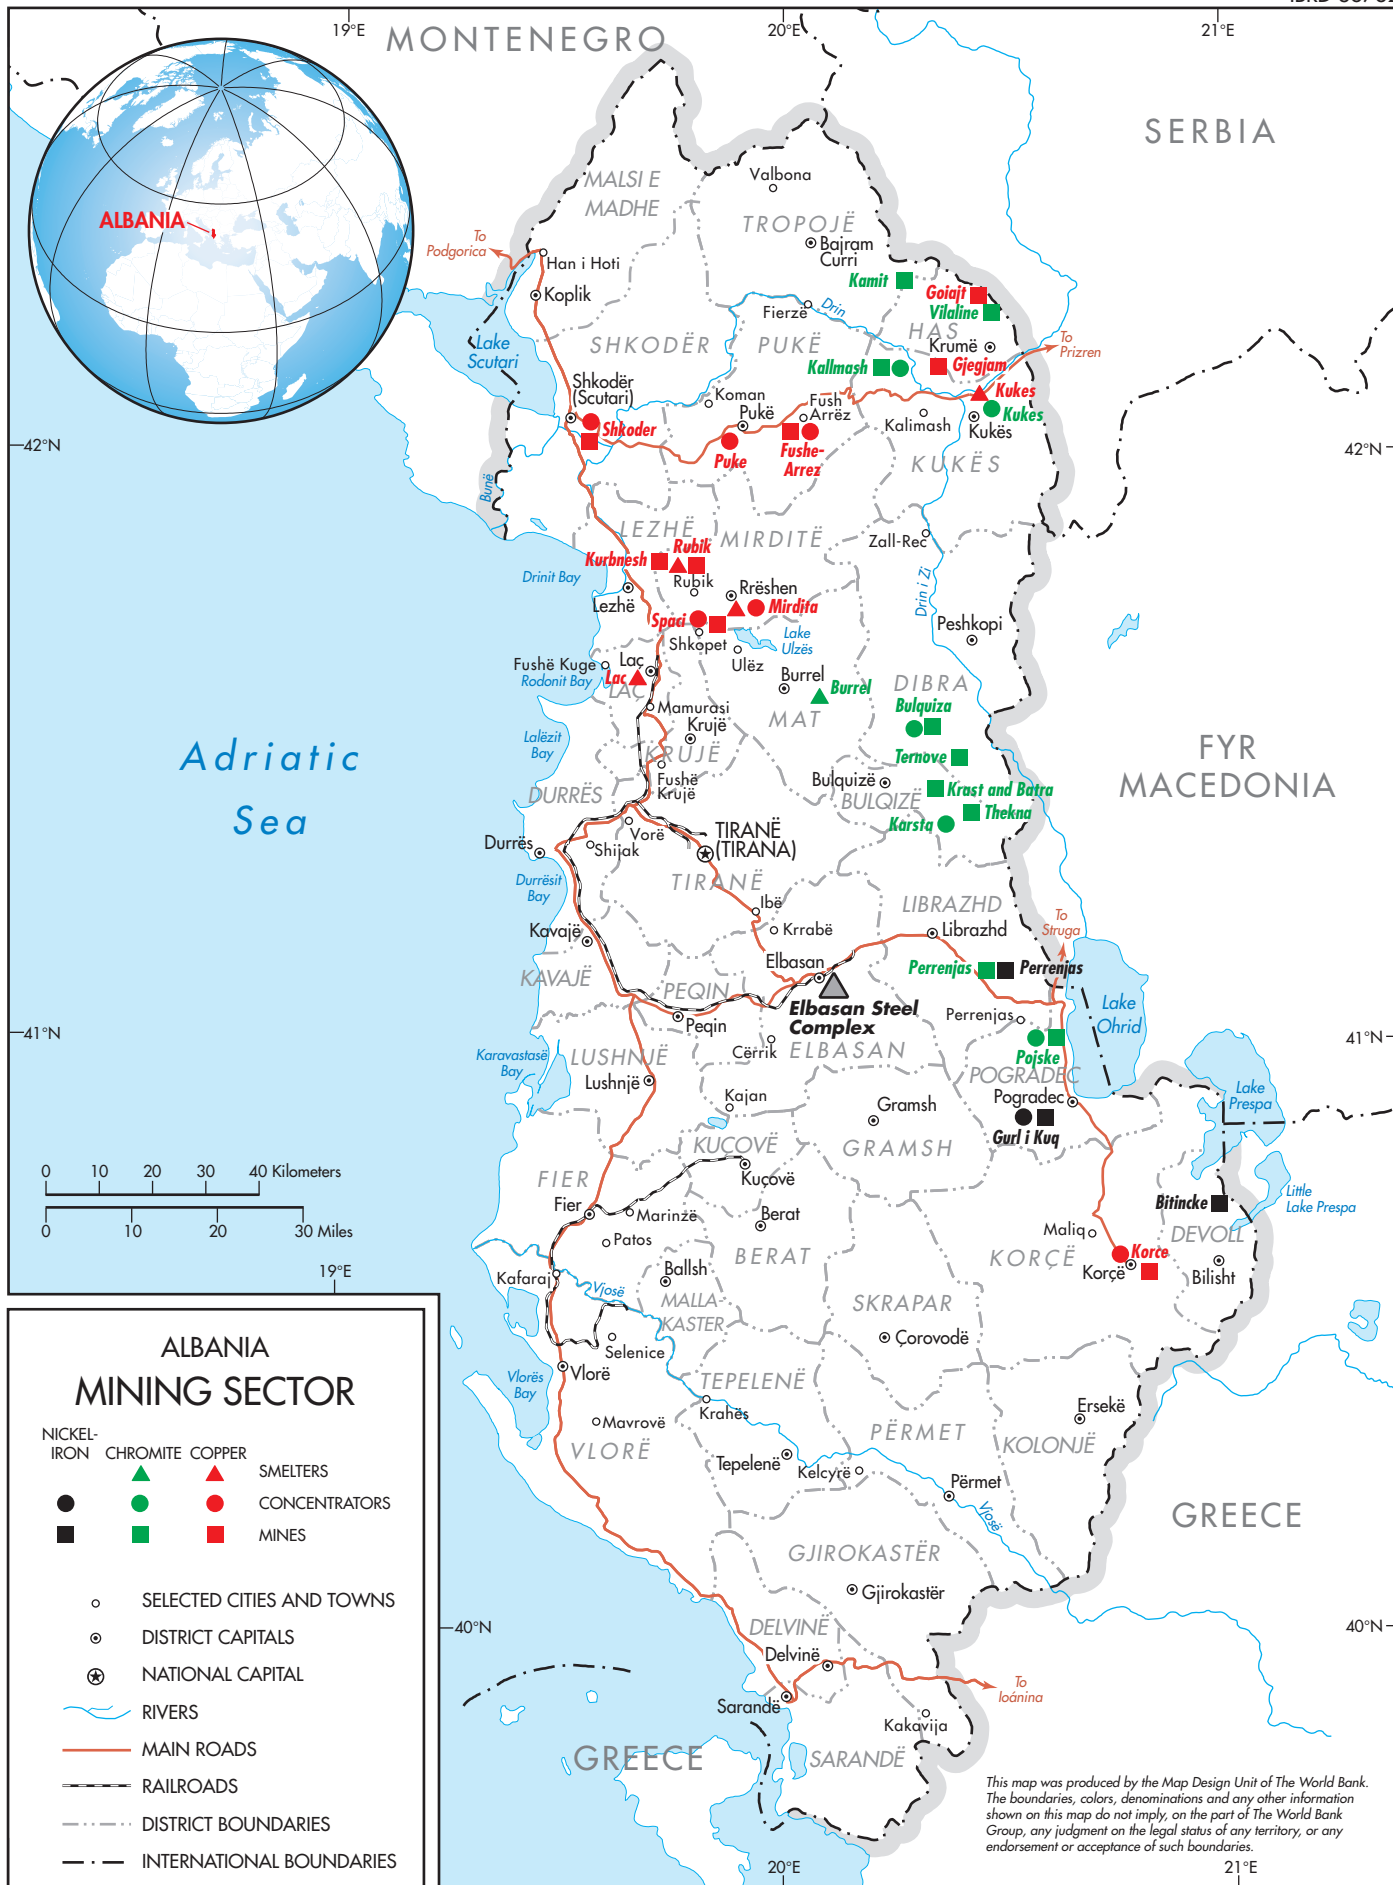 19°E
20°E
21°E
MONTENEGRO
SERBIA
ALBANIA
MALSI E
MADHE
Valbona
TROPOJË
Bajram
Curri
To
Podgorica
Han i Hoti
Koplik
Kamit
Goiajt
Vilaline
Fierzë
Drin
HAS
Krumë
To
Prizren
Lake
Scutari
SHKODËR
PUKË
Kallmash
Gjegjam
Shkodër
(Scutari)
Koman
Pukë
Fush
Arrëz
Kalimash
Kukes
Kukes
Kukës
Shkoder
Puke
Fushe-
Arrez
42°N
42°N
KUKËS
Bunë
LEZHË
MIRDITË
Zall-Rec
Kurbnesh
Rubik
Rubik
Drinit Bay
Lezhë
Rrëshen
Mirdita
Drin i Zi
Spaci
Shkopet
Lake
Ulzës
Ulëz
Peshkopi
Fushë Kuge
Rodonit Bay
Laç
Lac
LAÇ
Burrel
Burrel
DIBRA
Mamurasi
MAT
Bulquiza
Lalëzit
Bay
Krujë
KRUJË
Ternove
Adriatic
Sea
FYR
MACEDONIA
Fushë
Krujë
Bulquizë
BULQIZË
Krast and Batra
DURRËS
Thekna
Karstq
Vorë
TIRANË
(TIRANA)
Durrës
Shijak
Durrësit
Bay
TIRANË
Ibë
LIBRAZHD
To
Struga
Kavajë
Krrabë
Librazhd
Elbasan
Perrenjas
Perrenjas
KAVAJË
PEQIN
Elbasan Steel
Complex
Lake
Ohrid
Peqin
Perrenjas
41°N
41°N
Cërrik
ELBASAN
Pojske
Karavastasë
Bay
LUSHNJË
Lushnjë
POGRADEC
Pogradec
Lake
Prespa
Kajan
Gramsh
Gurl i Kuq
KUCOVË
GRAMSH
0 10 20 30 40 Kilometers
0 10 20 30 Miles
FIER
Kuçovë
Bitincke
Little
Lake Prespa
Fier
Marinzë
Berat
Maliq
DEVOLL
Patos
BERAT
KORÇË
Korce
Korçë
Bilisht
19°E
Kafaraj
Ballsh
Vjosë
MALLA-
KASTER
SKRAPAR
Çorovodë
Selenice
Vlorë
Vlorës
Bay
TEPELENË
Krahës
Ersekë
Mavrovë
VLORË
PËRMET
KOLONJË
Tepelenë
Kelcyrë
Përmet
Vjosë
GREECE
GJIROKASTËR
Gjirokastër
DELVINË
Delvinë
40°N
40°N
To
Ioánina
Sarandë
Kakavija
GREECE
SARANDË
ALBANIA
MINING SECTOR
NICKEL-
IRON CHROMITE COPPER
SMELTERS
CONCENTRATORS
MINES
SELECTED CITIES AND TOWNS
DISTRICT CAPITALS
NATIONAL CAPITAL
RIVERS
MAIN ROADS
RAILROADS
DISTRICT BOUNDARIES
INTERNATIONAL BOUNDARIES
This map was produced by the Map Design Unit of The World Bank.
The boundaries, colors, denominations and any other information
shown on this map do not imply, on the part of The World Bank
Group, any judgment on the legal status of any territory, or any
endorsement or acceptance of such boundaries.
20°E
21°E